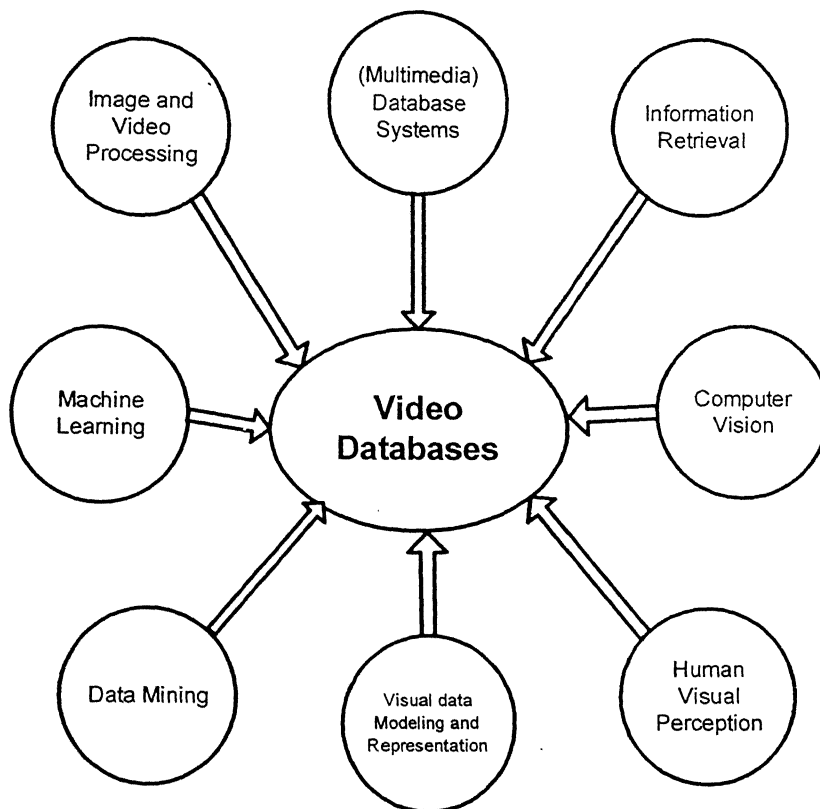 Image and
Video
Processing
(Multimedia)
Database
Systems
Information
Retrieval
Machine
Learning
Video
Databases
Computer
Vision
Data Mining
Visual data
Modeling and
Representation
Human
Visual
Perception